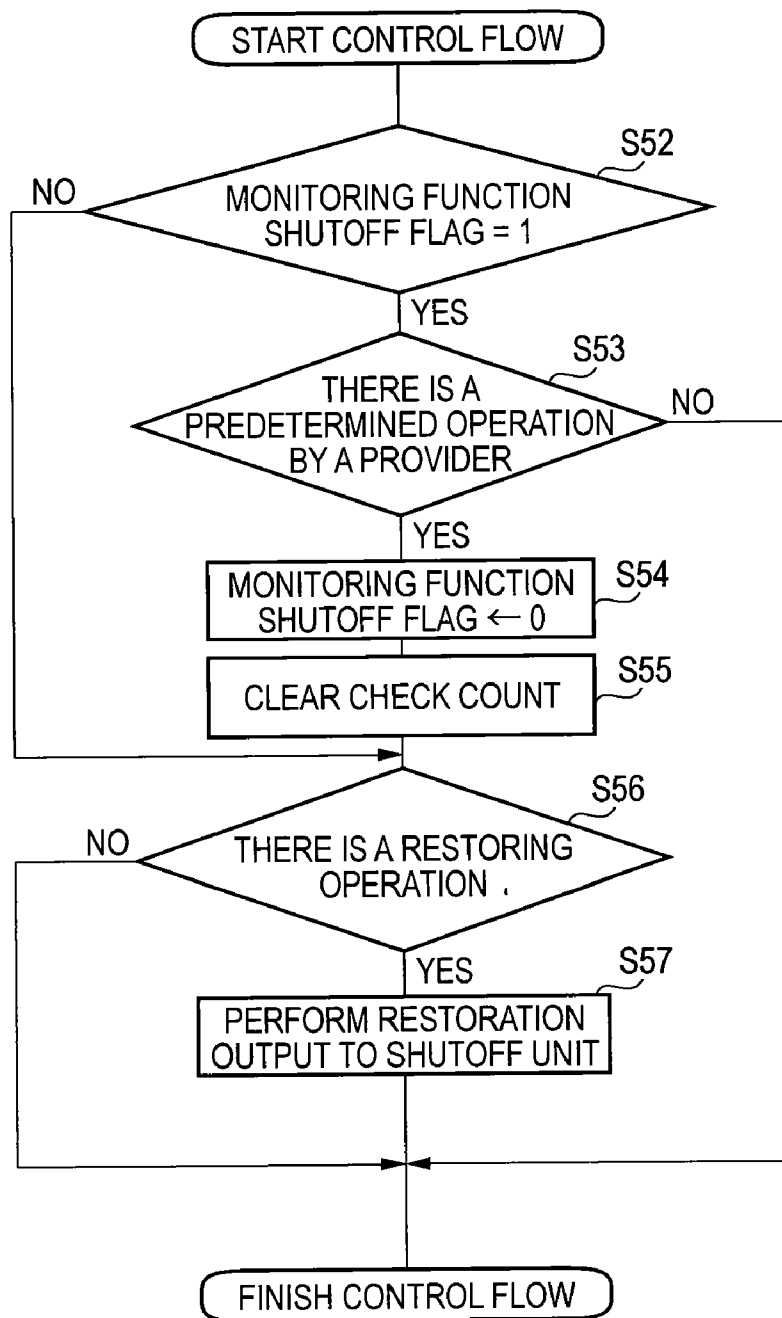 START CONTROL FLOW
S52
NO
MONITORING FUNCTION
SHUTOFF FLAG = 1
YES
S53
THERE IS A
PREDETERMINED OPERATION
BY A PROVIDER
NO
YES
S54
MONITORING FUNCTION
SHUTOFF FLAG ← 0
S55
CLEAR CHECK COUNT
S56
NO
THERE IS A RESTORING
OPERATION .
YES
S57
PERFORM RESTORATION
OUTPUT TO SHUTOFF UNIT
FINISH CONTROL FLOW